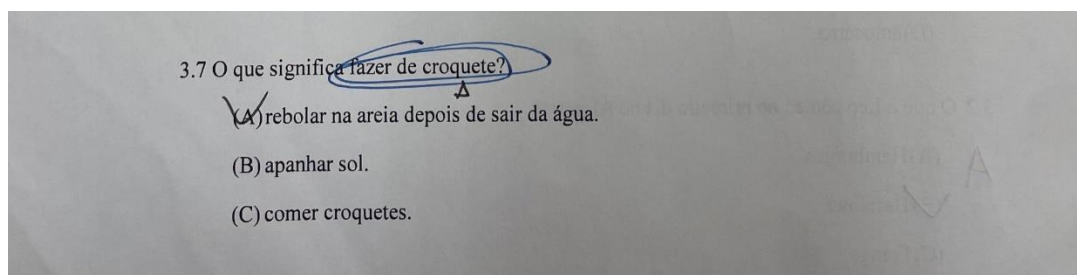 3.7 O que significa fazer de croquete?
(A) rebolar na areia depois de sair da água.
(B) apanhar sol.
(C) comer croquetes.
A